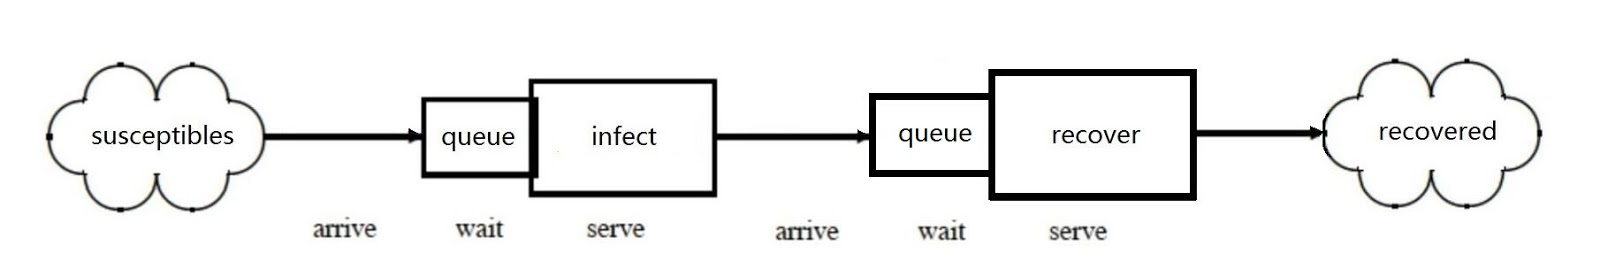 susceptibles
queue
infect
queue
recover
recovered
arrive
wait
serve
arrive
wait
serve